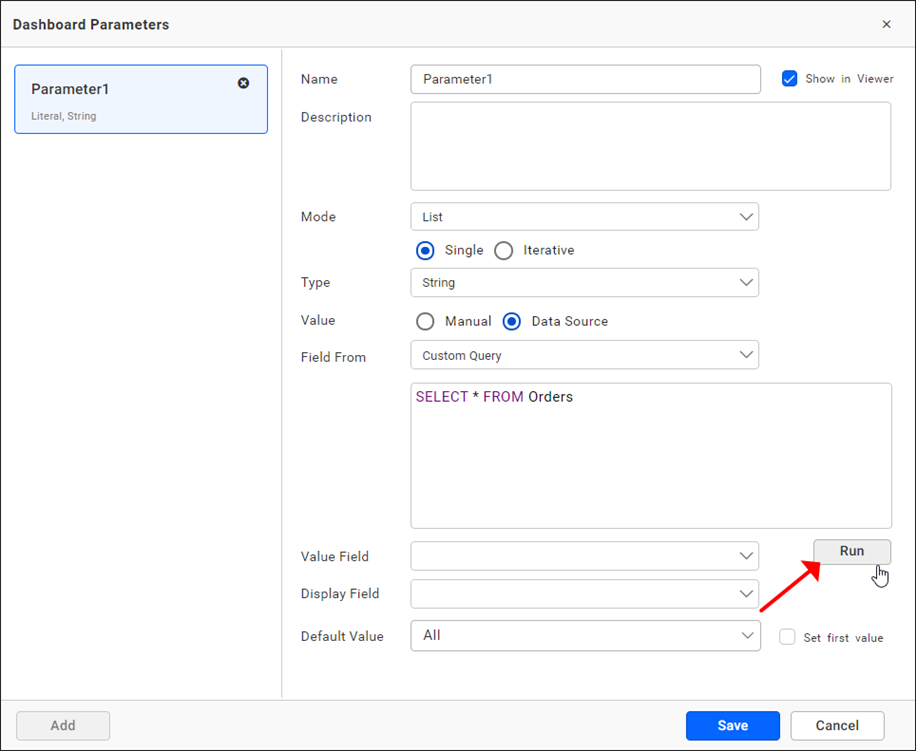 Dashboard Parameters
Parameter1
Literal, String
Name
Parameter1
Show in Viewer
Description
Mode
List
Single
Iterative
Type
String
Value
Manual
Data Source
Field From
Custom Query
SELECT * FROM Orders
Value Field
Run
Display Field
Default Value
All
Set first value
Add
Save
Cancel